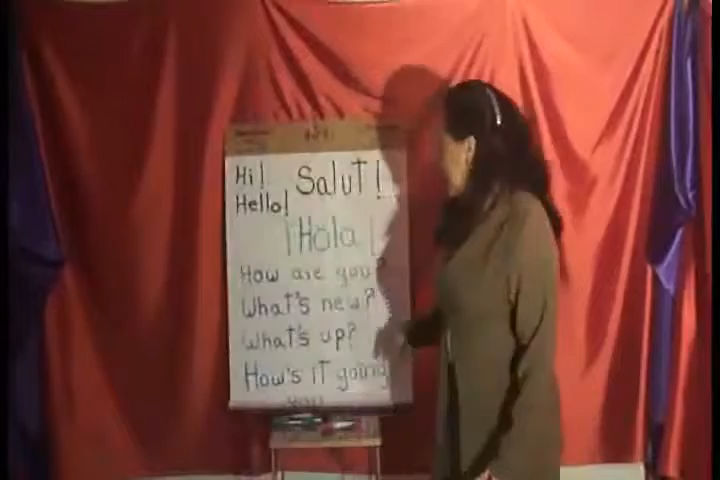 Hi! Salut!
Hello!
¡Hola!
How are you?
What's new?
What's up?
How's it going